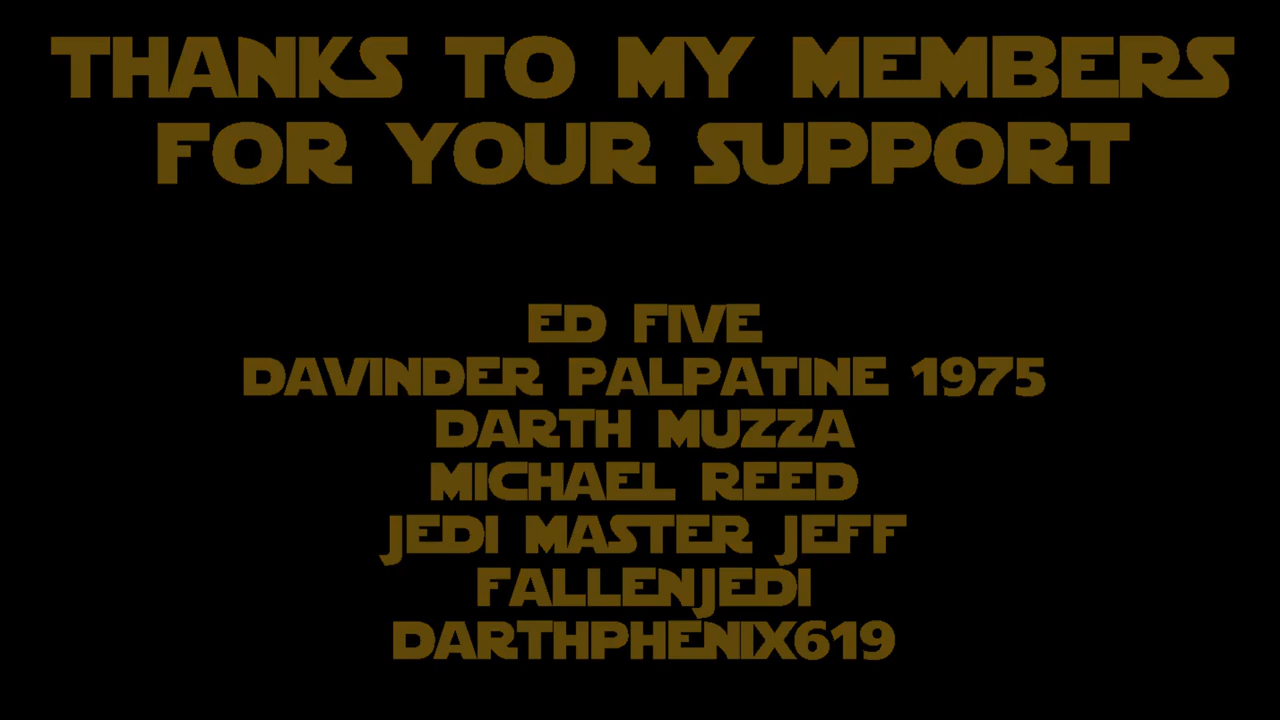 THANKS TO MY MEMBERS
FOR YOUR SUPPORT
ED FIVE
DAVINDER PALPATINE 1975
DARTH MUZZA
MICHAEL REED
JEDI MASTER JEFF
FALLENJEDI
DARTHPHENIX619